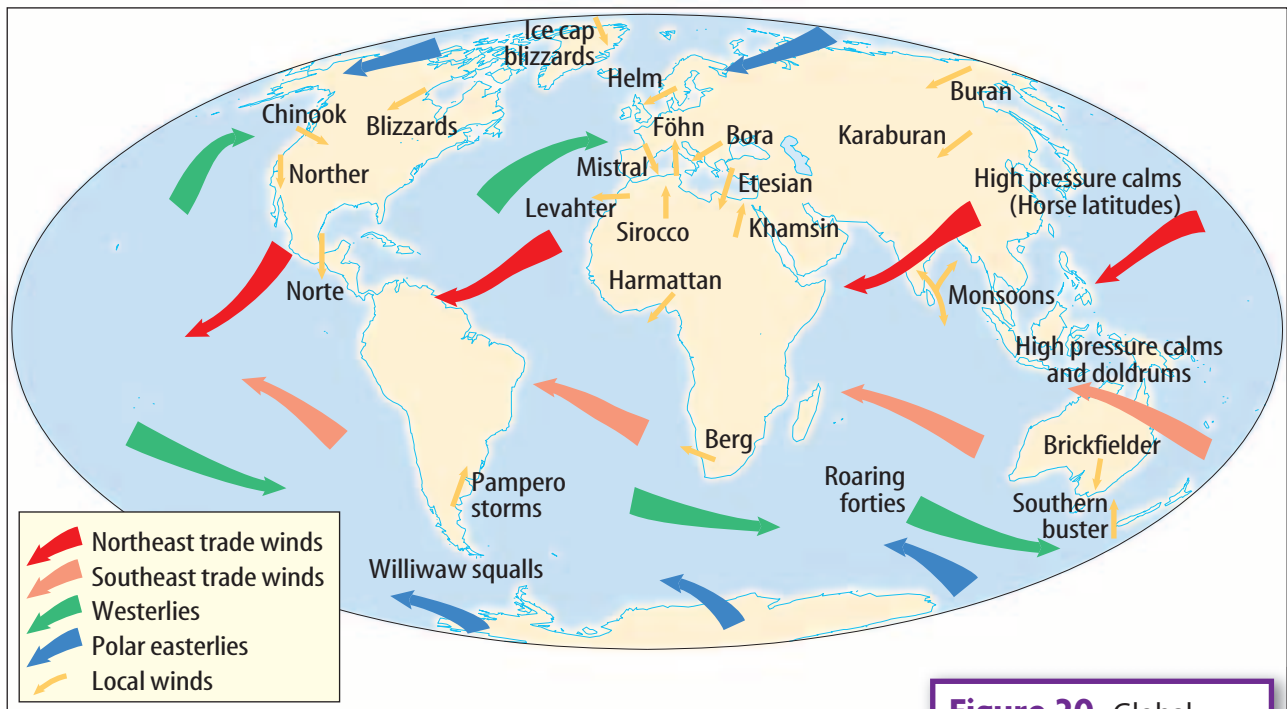 Ice cap
blizzards
Helm
Buran
Chinook
Blizzards
Föhn
Bora
Karaburan
Mistral
Norther
Etesian
High pressure calms
(Horse latitudes)
Levahter
Sirocco
Khamsin
Harmattan
Norte
Monsoons
High pressure calms
and doldrums
Berg
Brickfielder
Pampero
storms
Roaring
forties
Southern
buster
Williwaw squalls
Northeast trade winds
Southeast trade winds
Westerlies
Polar easterlies
Local winds
Figure 20 Global